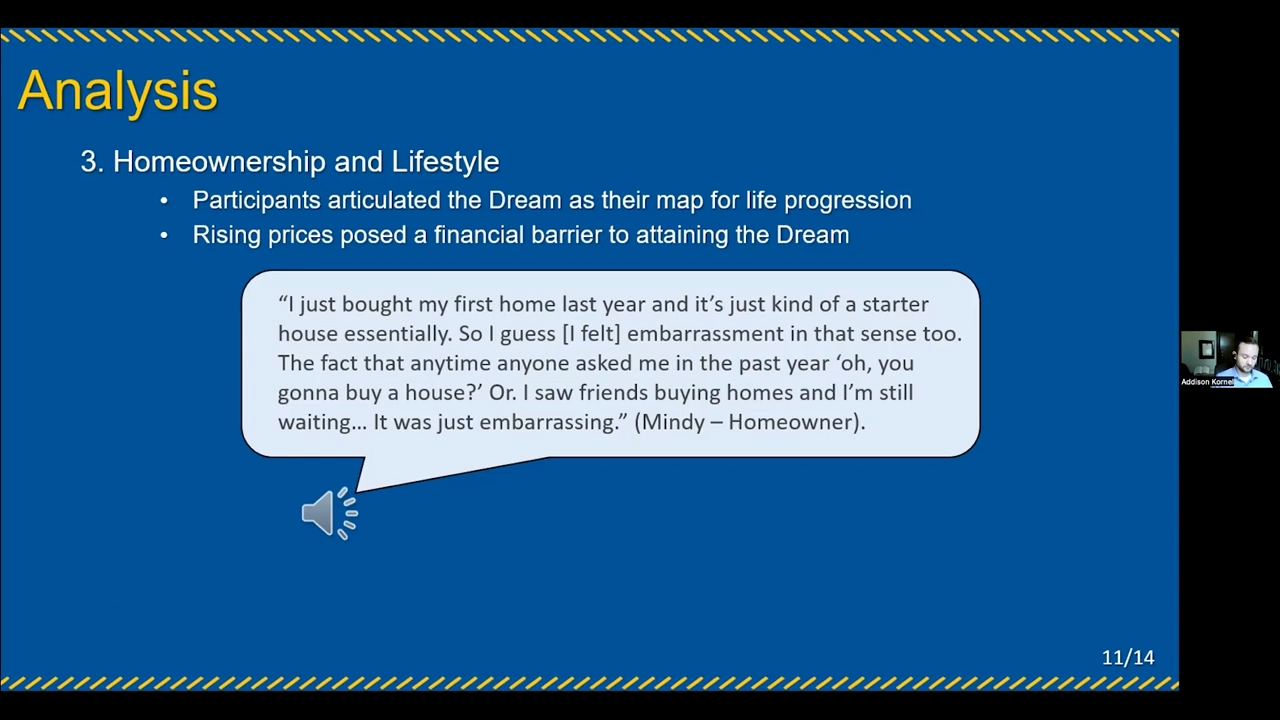 Analysis
3. Homeownership and Lifestyle
• Participants articulated the Dream as their map for life progression
• Rising prices posed a financial barrier to attaining the Dream
“I just bought my first home last year and it’s just kind of a starter
house essentially. So I guess [I felt] embarrassment in that sense too.
The fact that anytime anyone asked me in the past year ‘oh, you
gonna buy a house?’ Or. I saw friends buying homes and I’m still
waiting... It was just embarrassing.” (Mindy – Homeowner).
Addison Kornel
11/14